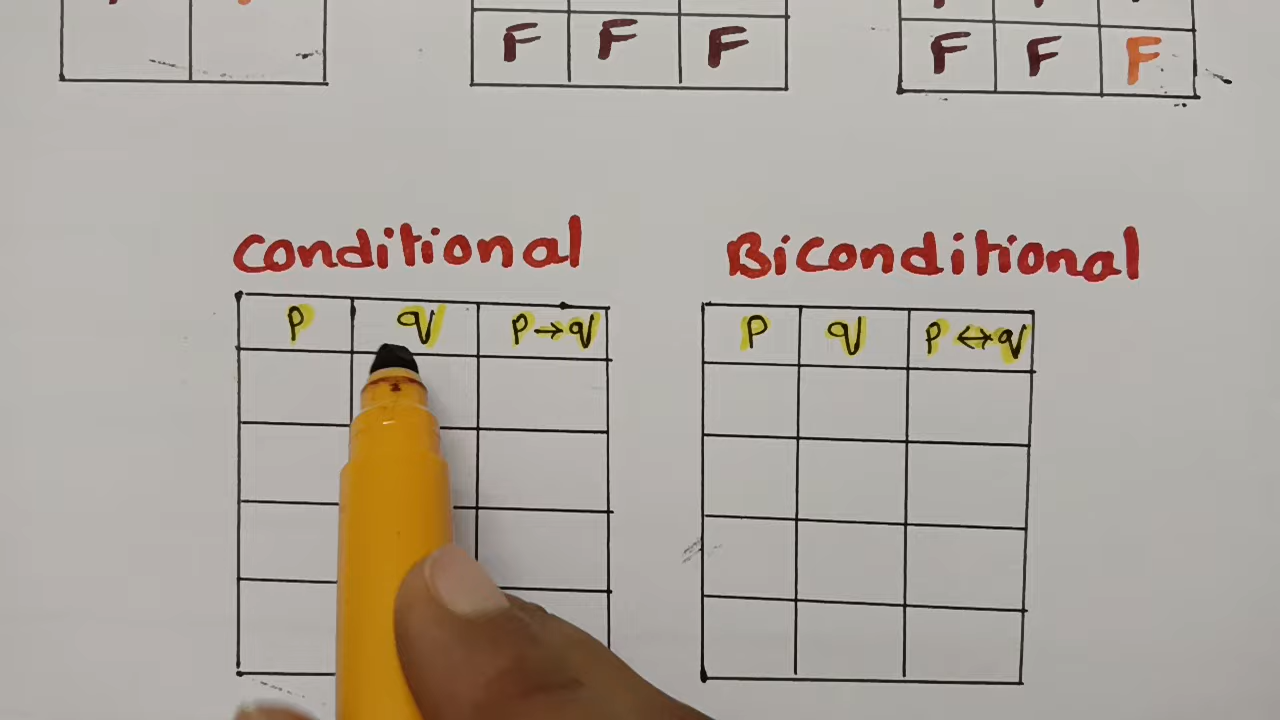 F F F
F F F
Conditional Biconditional
P q P→q
P q P↔q